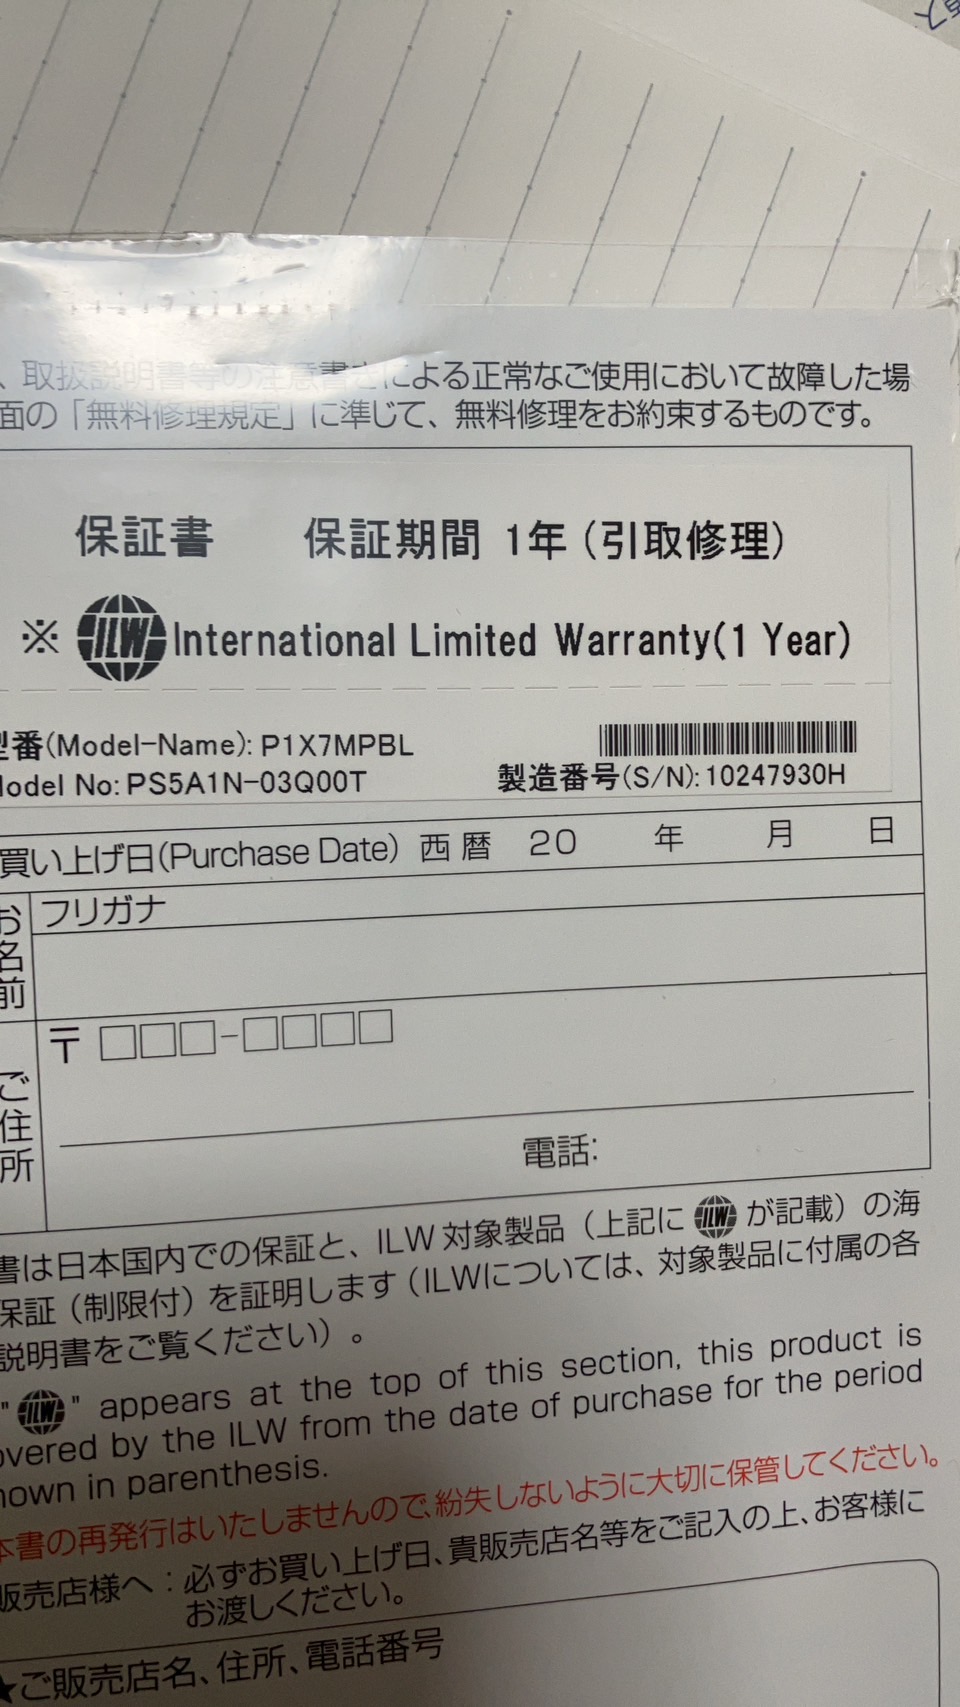 、取扱説明書等の注意書きによる正常なご使用において故障した場
面の「無料修理規定」に準じて、無料修理をお約束するものです。
保証書 保証期間 1年(引取修理)
※ ILW International Limited Warranty(1 Year)
型番(Model-Name): P1X7MPBL
Model No: PS5A1N-03Q00T 製造番号(S/N): 10247930H
買い上げ日(Purchase Date) 西暦 20 年 月 日
お名前
フリガナ
ご住所
〒□□□-□□□□
電話:
書は日本国内での保証と、ILW対象製品(上記に ILW が記載)の海
保証(制限付)を証明します(ILWについては、対象製品に付属の各
説明書をご覧ください)。
" ILW " appears at the top of this section, this product is
overed by the ILW from the date of purchase for the period
hown in parenthesis.
本書の再発行はいたしませんので、紛失しないように大切に保管してください。
販売店様へ:必ずお買い上げ日、貴販売店名等をご記入の上、お客様に
お渡しください。
★ご販売店名、住所、電話番号